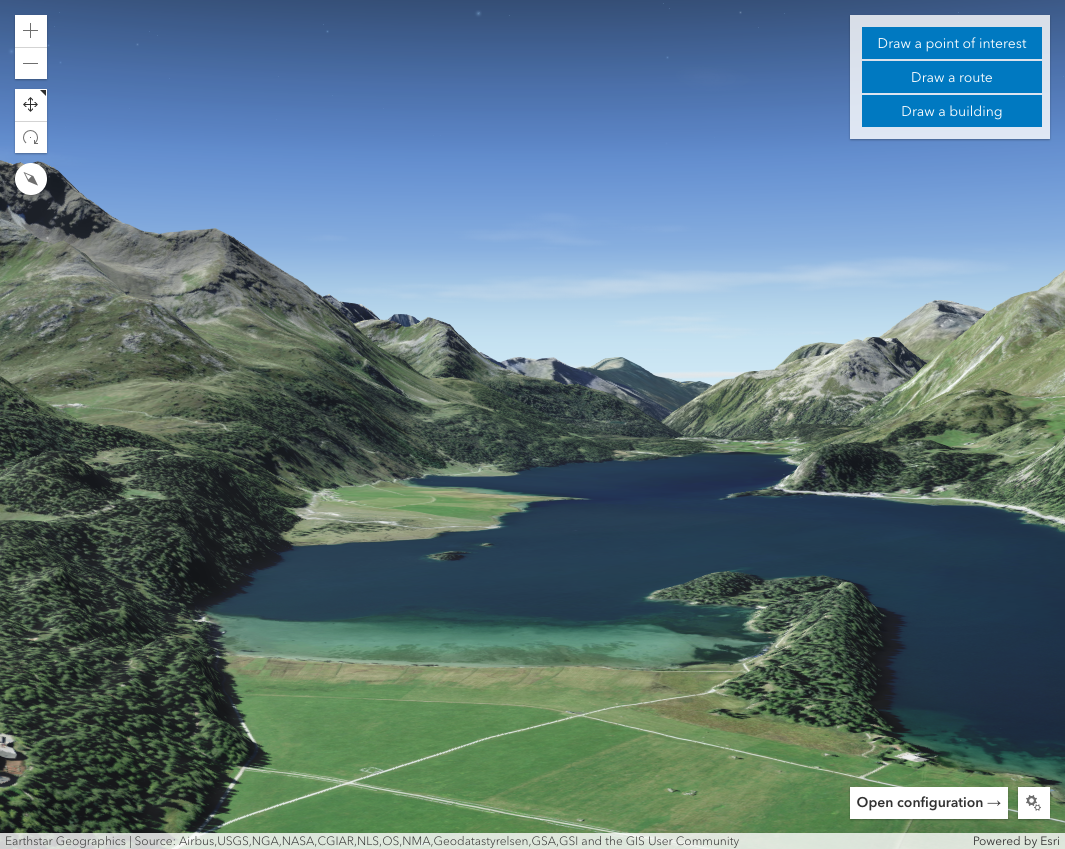 Draw a point of interest
Draw a route
Draw a building
Open configuration →
Earthstar Geographics | Source: Airbus,USGS,NGA,NASA,CGIAR,NLS,OS,NMA,Geodatastyrelsen,GSA,GSI and the GIS User Community
Powered by Esri